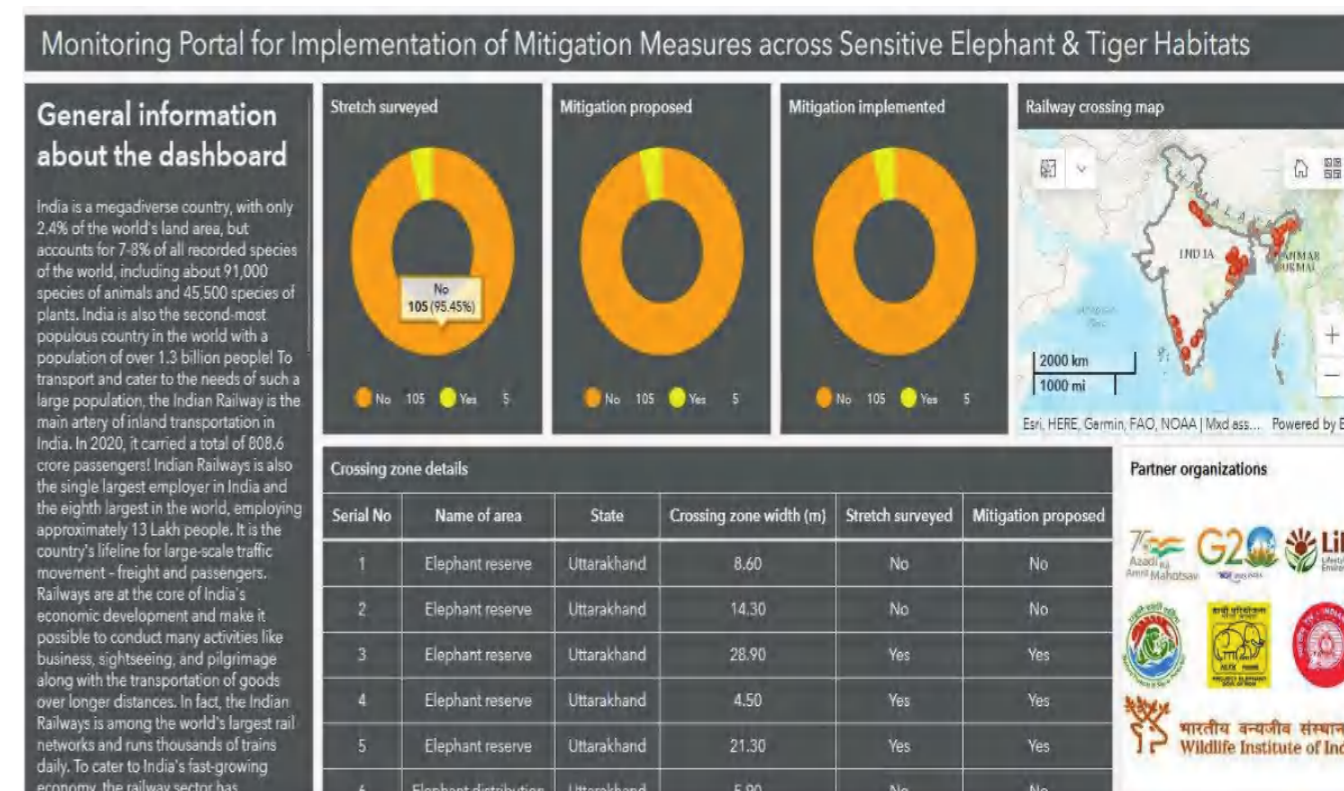 Monitoring Portal for Implementation of Mitigation Measures across Sensitive Elephant & Tiger Habitats
General information
about the dashboard
India is a megadiverse country, with only
2.4% of the world's land area, but
accounts for 7-8% of all recorded species
of the world, including about 91,000
species of animals and 45,500 species of
plants. India is also the second-most
populous country in the world with a
population of over 1.3 billion people! To
transport and cater to the needs of such a
large population, the Indian Railway is the
main artery of inland transportation in
India. In 2020, it carried a total of 808.6
crore passengers! Indian Railways is also
the single largest employer in India and
the eighth largest in the world, employing
approximately 13 Lakh people. It is the
country's lifeline for large-scale traffic
movement - freight and passengers.
Railways are at the core of India's
economic development and make it
possible to conduct many activities like
business, sightseeing, and pilgrimage
along with the transportation of goods
over longer distances. In fact, the Indian
Railways is among the world's largest rail
networks and runs thousands of trains
daily. To cater to India's fast-growing
economy, the railway sector has
Stretch surveyed
No
105 (95.45%)
No 105 Yes 5
Mitigation proposed
No 105 Yes 5
Mitigation implemented
No 105 Yes 5
Railway crossing map
INDIA
2000 km
1000 mi
Esri, HERE, Garmin, FAO, NOAA | Mxd ass... Powered by E
Crossing zone details
Serial No Name of area State Crossing zone width (m) Stretch surveyed Mitigation proposed
1 Elephant reserve Uttarakhand 8.60 No No
2 Elephant reserve Uttarakhand 14.30 No No
3 Elephant reserve Uttarakhand 28.90 Yes Yes
4 Elephant reserve Uttarakhand 4.50 Yes Yes
5 Elephant reserve Uttarakhand 21.30 Yes Yes
6 Elephant distribution Uttarakhand 5.90 No No
Partner organizations
Azadi Ka
Amrit Mahotsav
G20
भारतीय वन्यजीव संस्थान
Wildlife Institute of Ind